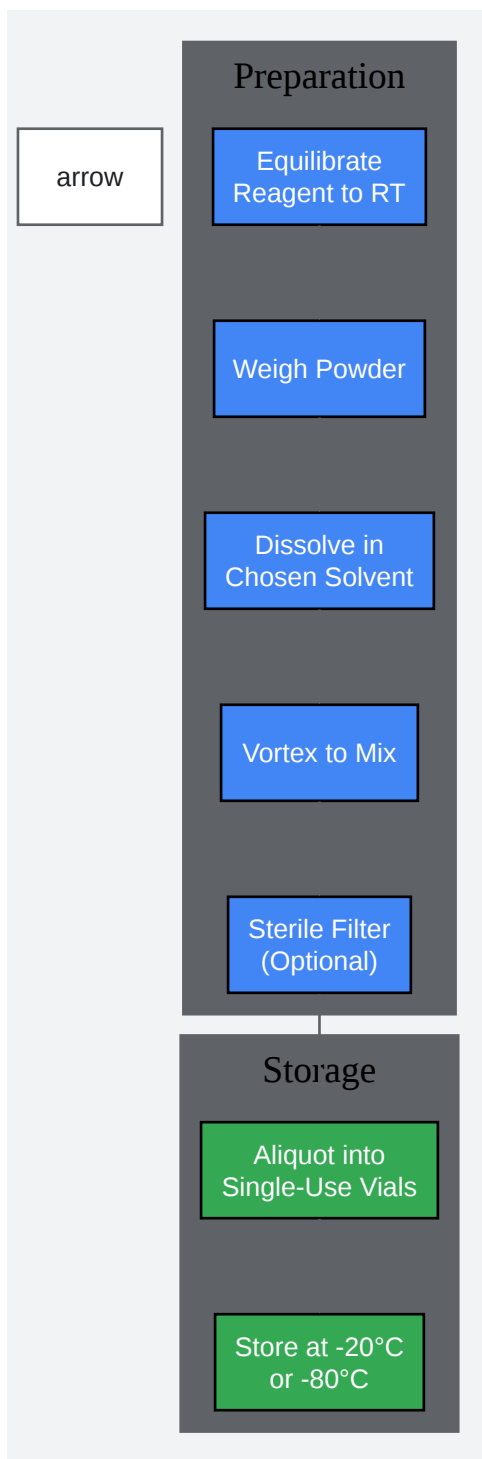 Preparation
arrow
Equilibrate
Reagent to RT
Weigh Powder
Dissolve in
Chosen Solvent
Vortex to Mix
Sterile Filter
(Optional)
Storage
Aliquot into
Single-Use Vials
Store at -20°C
or -80°C